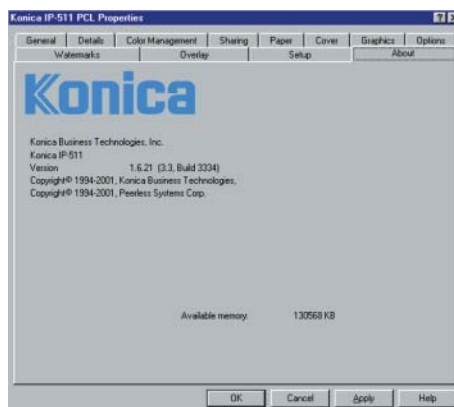 Konica IP-511 PCL Properties
General Details Color Management Sharing Paper Cover Graphics Options
Watermarks Overlay Setup About
Konica
Konica Business Technologies, Inc.
Konica IP-511
Version 1.6.21 (3.3, Build 3334)
Copyright© 1994-2001, Konica Business Technologies,
Copyright© 1994-2001, Peerless Systems Corp.
Available memory: 130568 KB
OK Cancel Apply Help